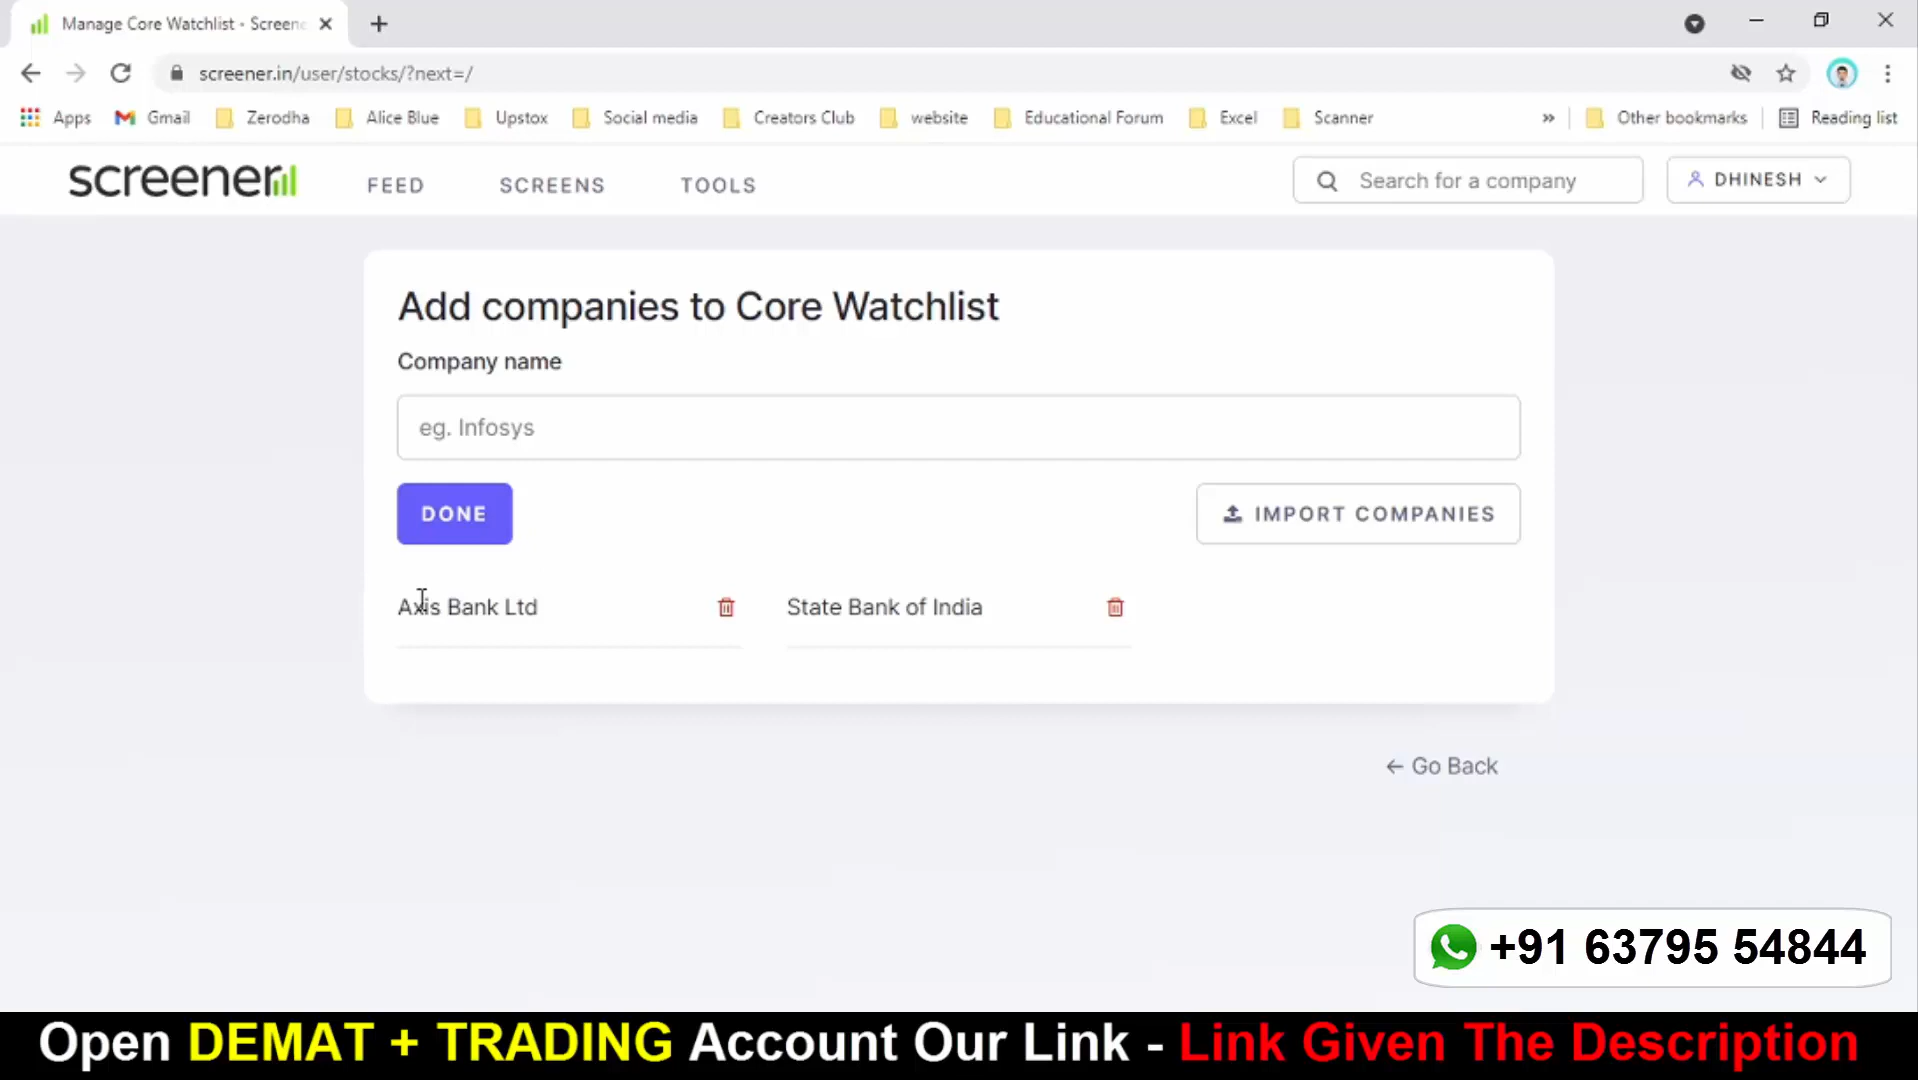 Manage Core Watchlist - Screene
screener.in/user/stocks/?next=/
Apps Gmail Zerodha Alice Blue Upstox Social media Creators Club website Educational Forum Excel Scanner » Other bookmarks Reading list
screener FEED SCREENS TOOLS Search for a company DHINESH
Add companies to Core Watchlist
Company name
eg. Infosys
DONE IMPORT COMPANIES
Axis Bank Ltd State Bank of India
← Go Back
+91 63795 54844
Open DEMAT + TRADING Account Our Link - Link Given The Description